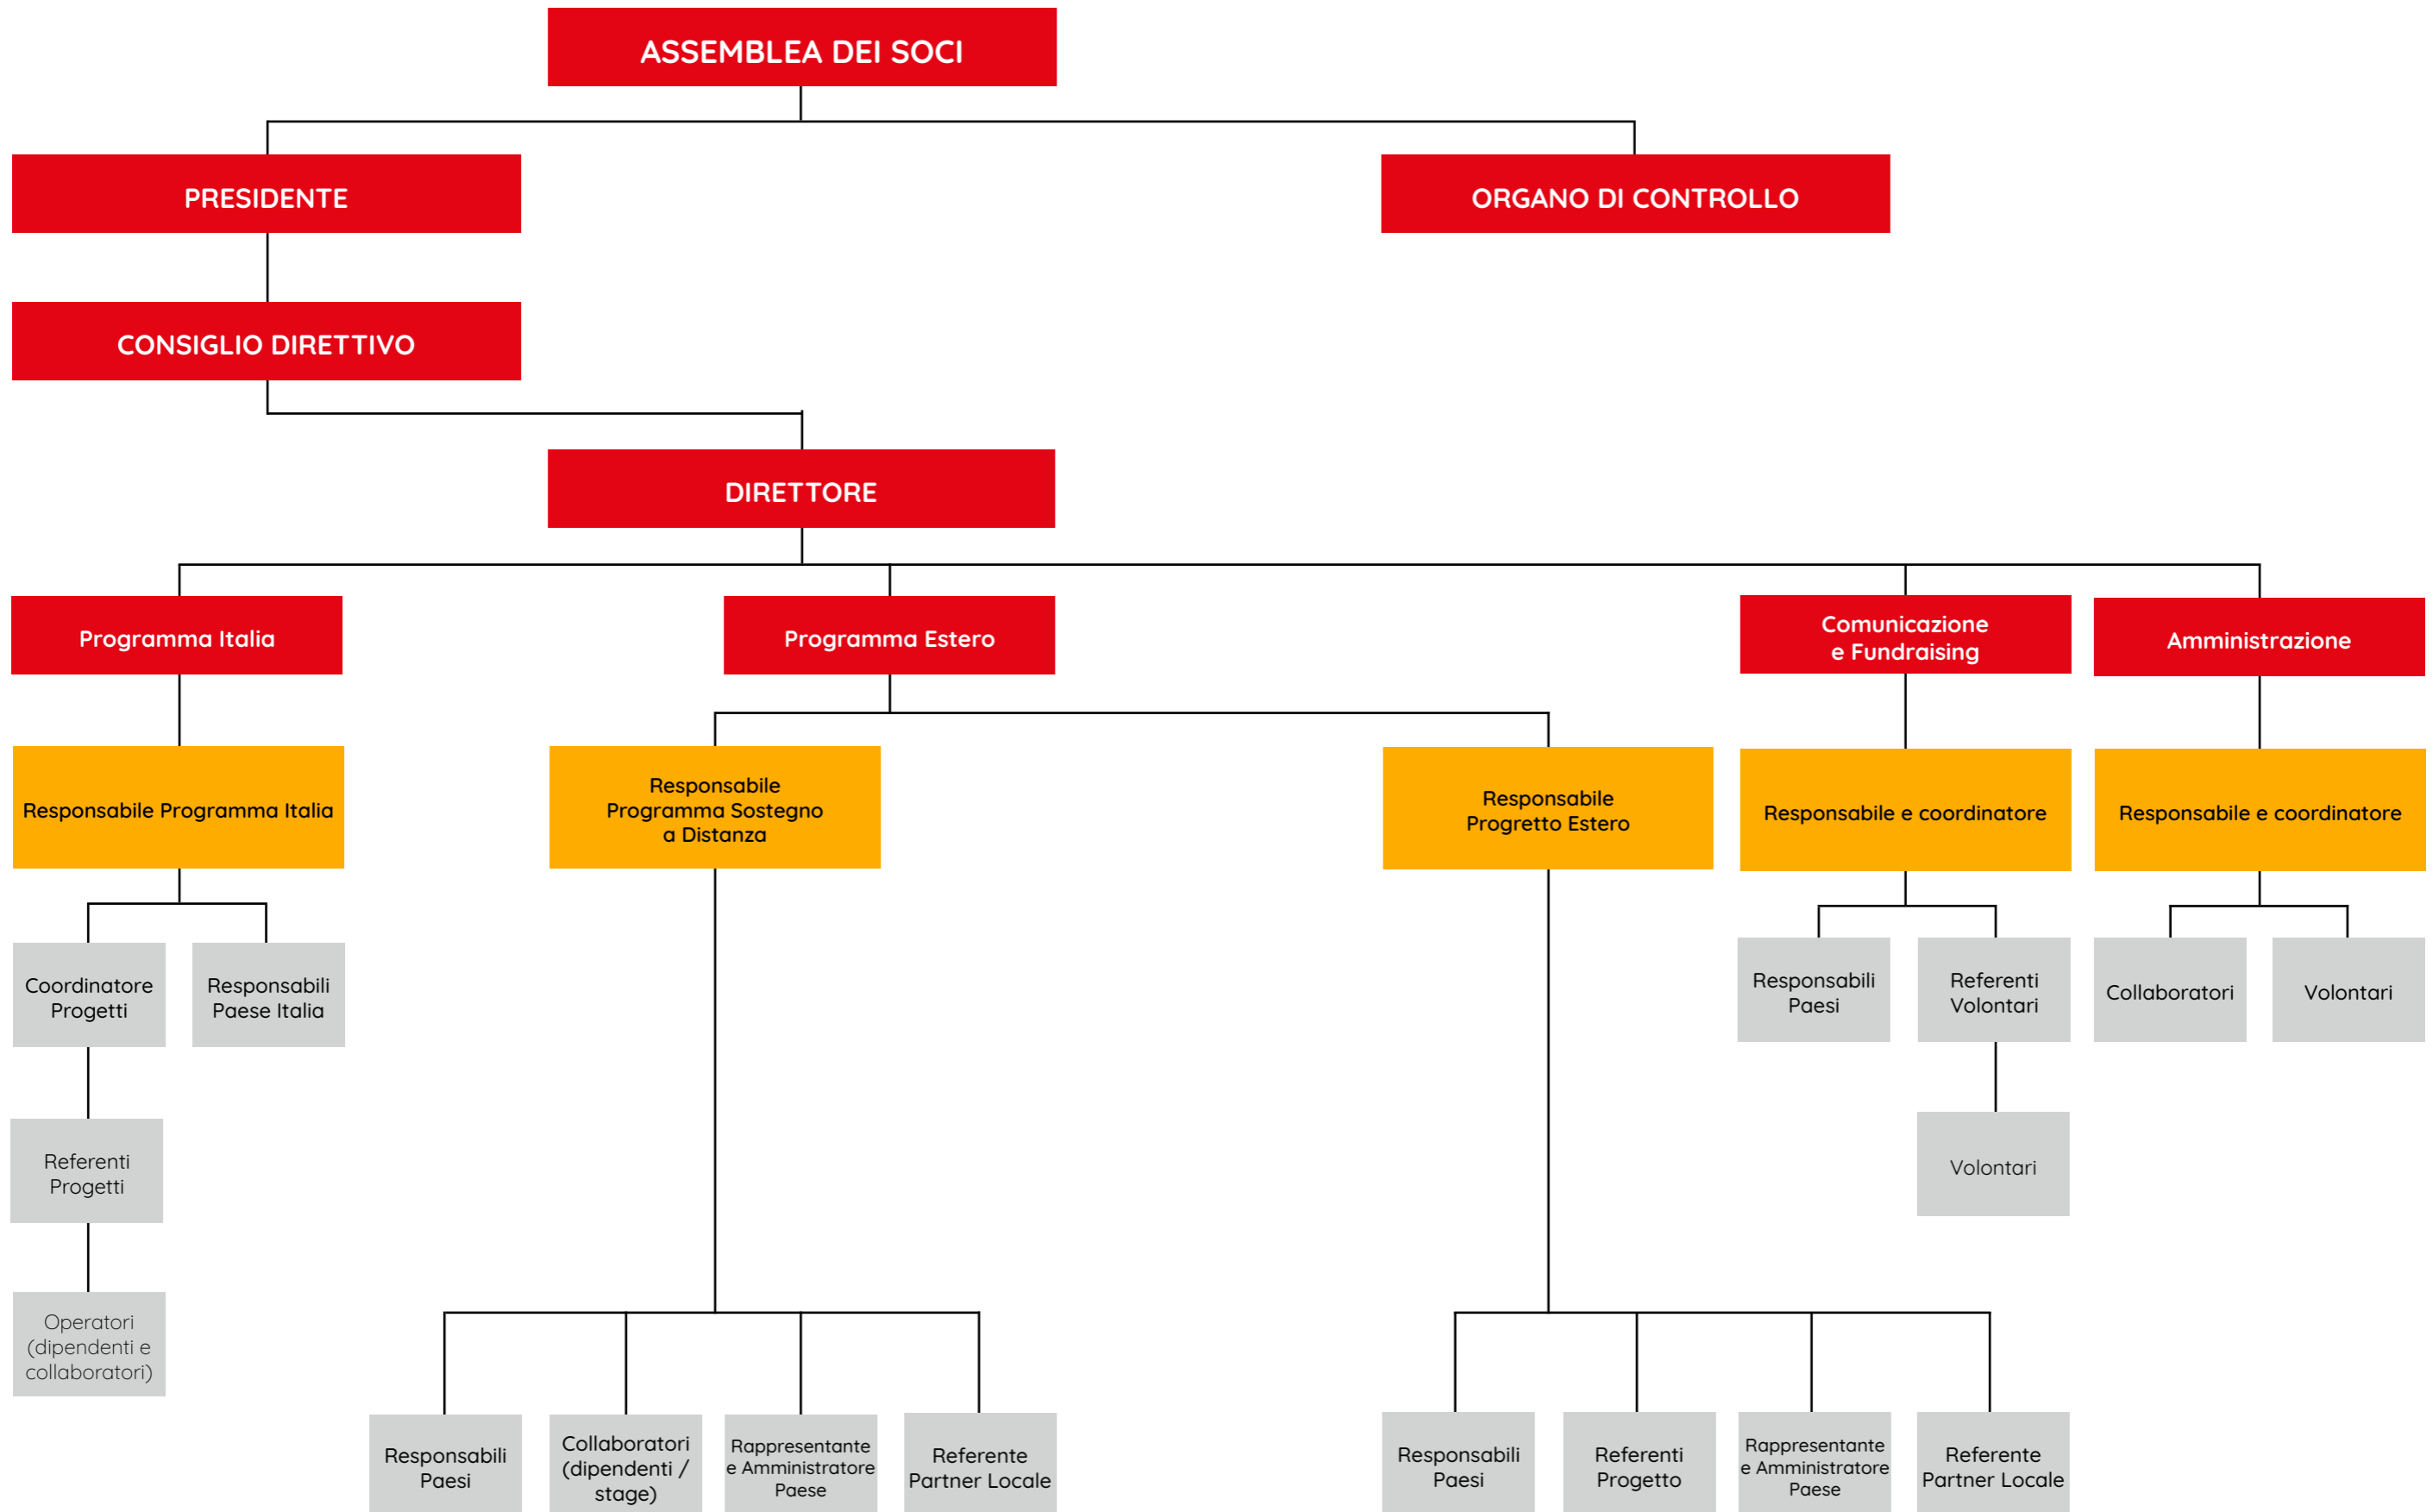 ASSEMBLEA DEI SOCI
PRESIDENTE
ORGANO DI CONTROLLO
CONSIGLIO DIRETTIVO
DIRETTORE
Programma Italia
Programma Estero
Comunicazione
e Fundraising
Amministrazione
Responsabile Programma Italia
Responsabile
Programma Sostegno
a Distanza
Responsabile
Progretto Estero
Responsabile e coordinatore
Responsabile e coordinatore
Coordinatore
Progetti
Responsabili
Paese Italia
Responsabili
Paesi
Referenti
Volontari
Collaboratori
Volontari
Referenti
Progetti
Volontari
Operatori
(dipendenti e
collaboratori)
Responsabili
Paesi
Collaboratori
(dipendenti /
stage)
Rappresentante
e Amministratore
Paese
Referente
Partner Locale
Responsabili
Paesi
Referenti
Progetto
Rappresentante
e Amministratore
Paese
Referente
Partner Locale